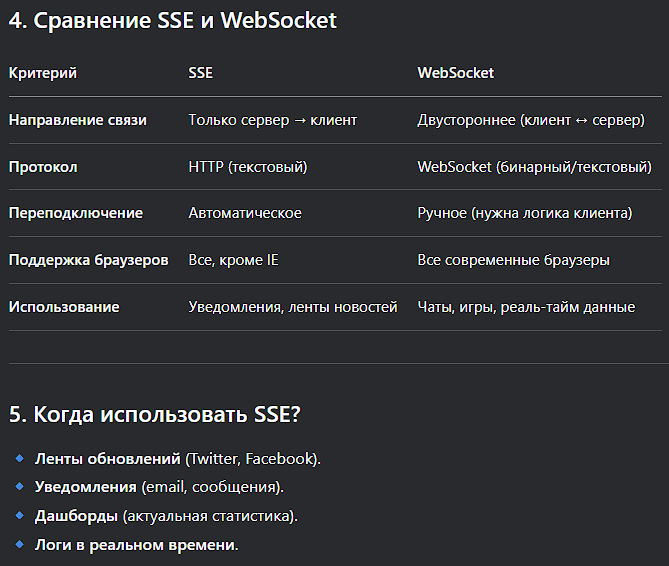 4. Сравнение SSE и WebSocket
Критерий SSE WebSocket
Направление связи Только сервер → клиент Двустороннее (клиент ↔ сервер)
Протокол HTTP (текстовый) WebSocket (бинарный/текстовый)
Переподключение Автоматическое Ручное (нужна логика клиента)
Поддержка браузеров Все, кроме IE Все современные браузеры
Использование Уведомления, ленты новостей Чаты, игры, реаль-тайм данные
5. Когда использовать SSE?
🔹 Ленты обновлений (Twitter, Facebook).
🔹 Уведомления (email, сообщения).
🔹 Дашборды (актуальная статистика).
🔹 Логи в реальном времени.